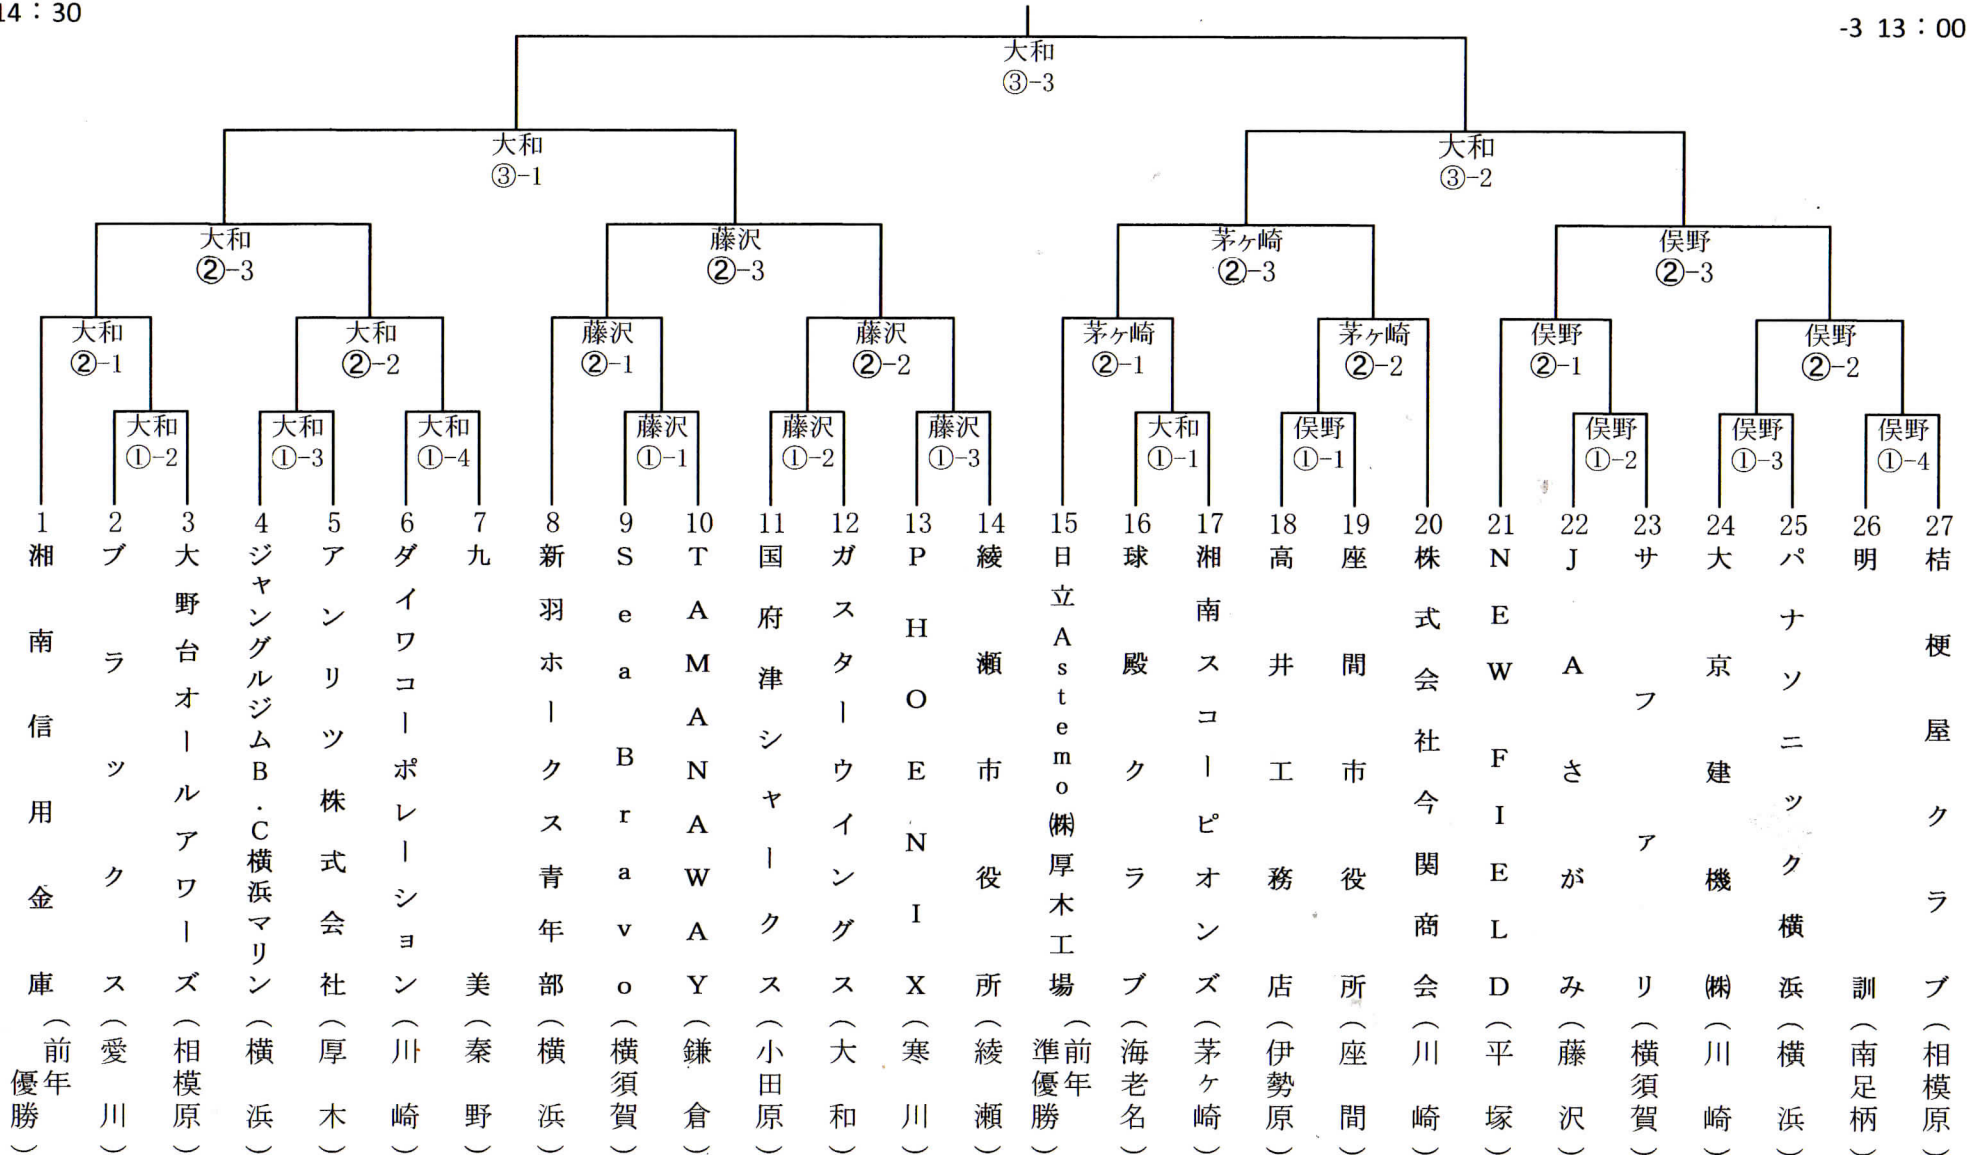 14：30
-3 13：00
大和
③-3
大和
③-1
大和
③-2
大和
②-3
藤沢
②-3
茅ヶ崎
②-3
俣野
②-3
大和
②-1
大和
②-2
藤沢
②-1
藤沢
②-2
茅ヶ崎
②-1
茅ヶ崎
②-2
俣野
②-1
俣野
②-2
大和
①-2
大和
①-3
大和
①-4
藤沢
①-1
藤沢
①-2
藤沢
①-3
大和
①-1
俣野
①-1
俣野
①-2
俣野
①-3
俣野
①-4
1 湘南信用金庫（前年優勝）
2 ブラックス（愛川）
3 大野台オールアワーズ（相模原）
4 ジャングルジムB．C横浜マリン（横浜）
5 アンリツ株式会社（厚木）
6 ダイワコーポレーション（川崎）
7 九美（秦野）
8 新羽ホークス青年部（横浜）
9 SeaBravo（横須賀）
10 TAMANAWAY（鎌倉）
11 国府津シャークス（小田原）
12 ガスターウイングス（大和）
13 PHOENIX（寒川）
14 綾瀬市役所（綾瀬）
15 日立Astemo㈱厚木工場（前年準優勝）
16 球殿クラブ（海老名）
17 湘南スコーピオンズ（茅ヶ崎）
18 高井工務店（伊勢原）
19 座間市役所（座間）
20 株式会社今関商会（川崎）
21 NEW FIELD（平塚）
22 JAさがみ（藤沢）
23 サファリ（横須賀）
24 大京建機㈱（川崎）
25 パナソニック横浜（横浜）
26 明訓（南足柄）
27 桔梗屋クラブ（相模原）